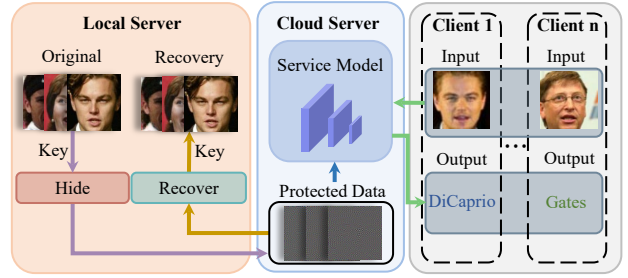 Local Server
Original
Recovery
Key
Key
Hide
Recover
Cloud Server
Service Model
Protected Data
Client 1
Client n
Input
Input
...
Output
Output
DiCaprio
Gates